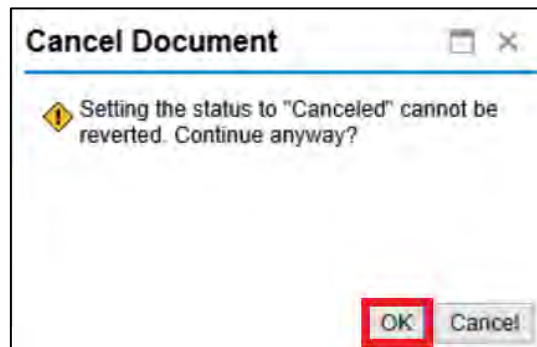 Cancel Document
Setting the status to "Canceled" cannot be
reverted. Continue anyway?
OK Cancel